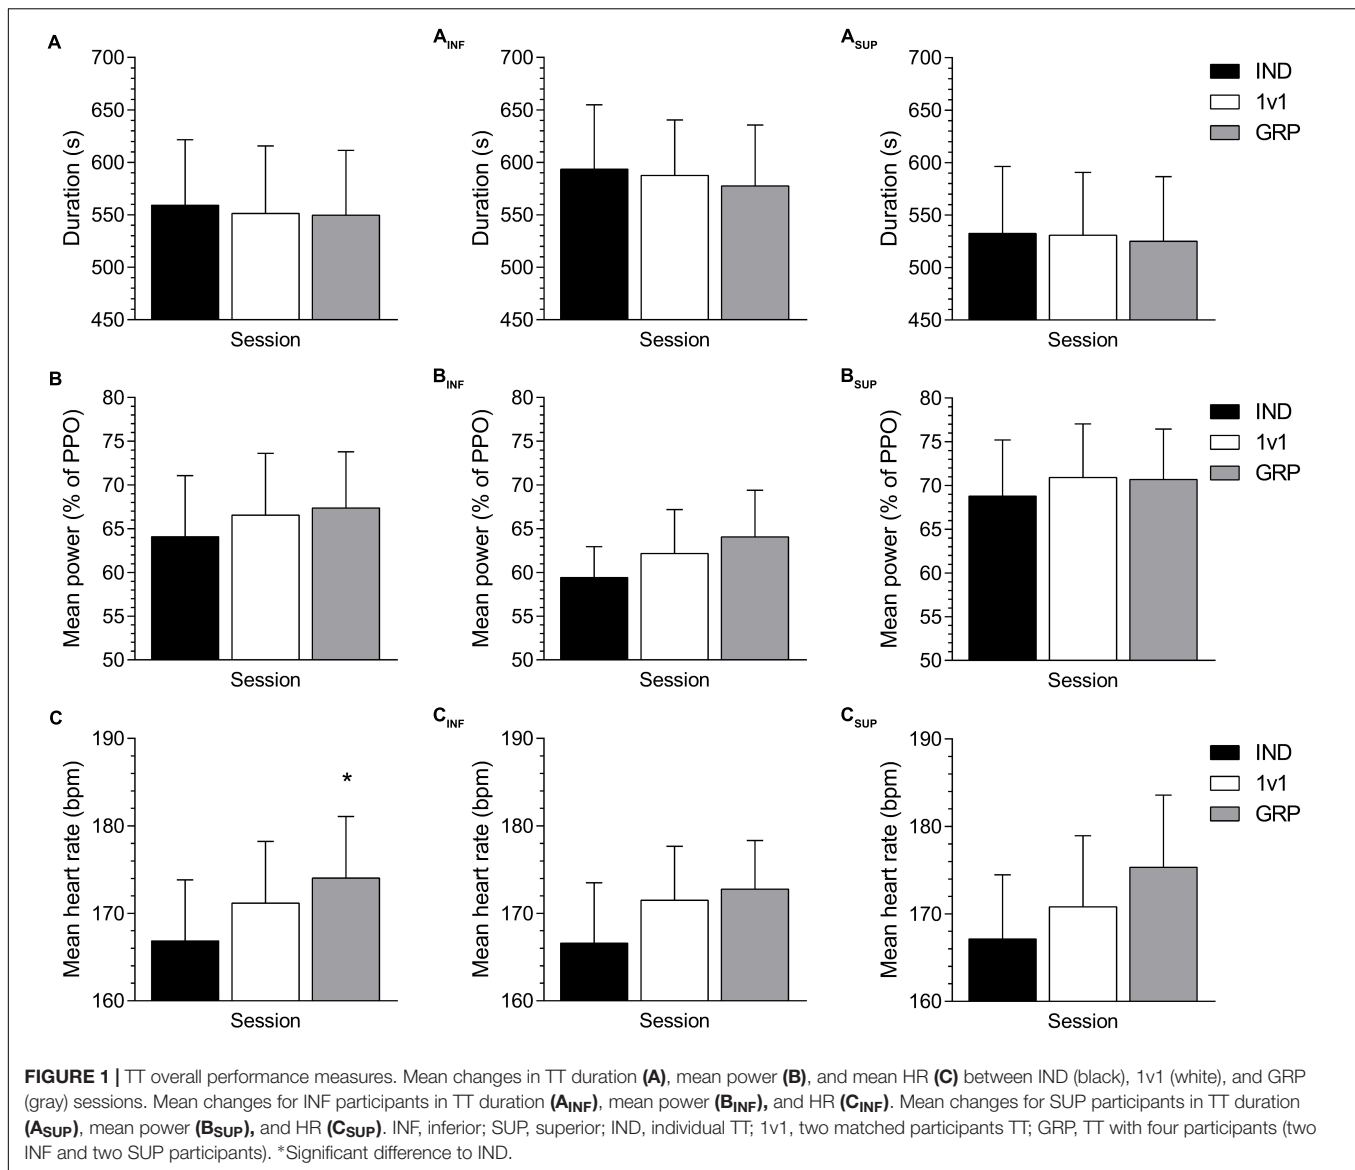 A
700
650
600
550
500
450
Duration (s)
Session
A_INF
700
650
600
550
500
450
Duration (s)
Session
A_SUP
700
650
600
550
500
450
Duration (s)
Session
IND
1v1
GRP
B
80
75
70
65
60
55
50
Mean power (% of PPO)
Session
B_INF
80
75
70
65
60
55
50
Mean power (% of PPO)
Session
B_SUP
80
75
70
65
60
55
50
Mean power (% of PPO)
Session
IND
1v1
GRP
C
190
180
170
160
Mean heart rate (bpm)
*
Session
C_INF
190
180
170
160
Mean heart rate (bpm)
Session
C_SUP
190
180
170
160
Mean heart rate (bpm)
Session
IND
1v1
GRP
FIGURE 1 | TT overall performance measures. Mean changes in TT duration (A), mean power (B), and mean HR (C) between IND (black), 1v1 (white), and GRP
(gray) sessions. Mean changes for INF participants in TT duration (A_INF), mean power (B_INF), and HR (C_INF). Mean changes for SUP participants in TT duration
(A_SUP), mean power (B_SUP), and HR (C_SUP). INF, inferior; SUP, superior; IND, individual TT; 1v1, two matched participants TT; GRP, TT with four participants (two
INF and two SUP participants). *Significant difference to IND.